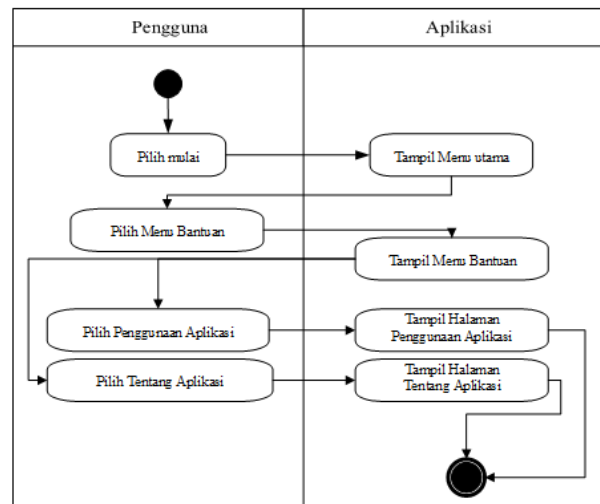 Pengguna
Aplikasi
Pilih mulai
Tampil Menu utama
Pilih Menu Bantuan
Tampil Menu Bantuan
Pilih Penggunaan Aplikasi
Tampil Halaman
Penggunaan Aplikasi
Pilih Tentang Aplikasi
Tampil Halaman
Tentang Aplikasi